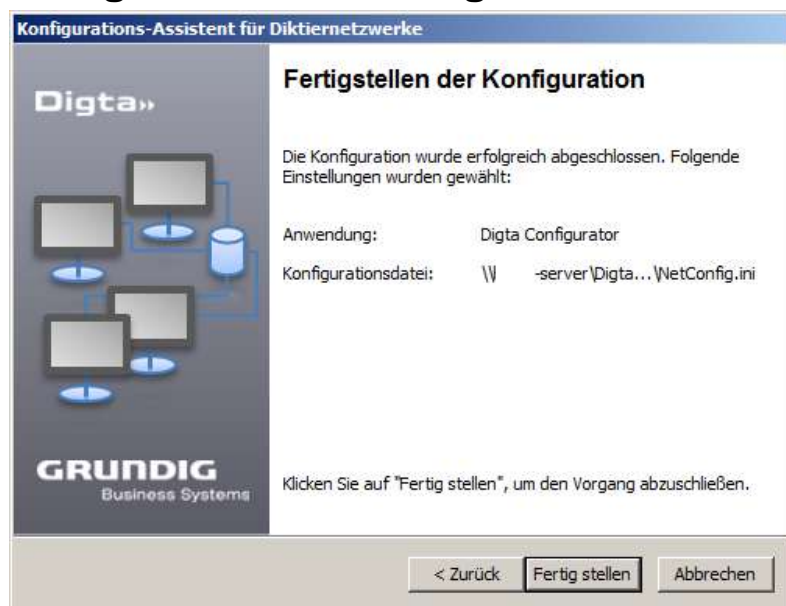 Konfigurations-Assistent für Diktiernetzwerke
Digta»
Fertigstellen der Konfiguration
Die Konfiguration wurde erfolgreich abgeschlossen. Folgende
Einstellungen wurden gewählt:
Anwendung: Digta Configurator
Konfigurationsdatei: \\ -server\Digta...\NetConfig.ini
GRUNDIG
Business Systems
Klicken Sie auf "Fertig stellen", um den Vorgang abzuschließen.
< Zurück Fertig stellen Abbrechen